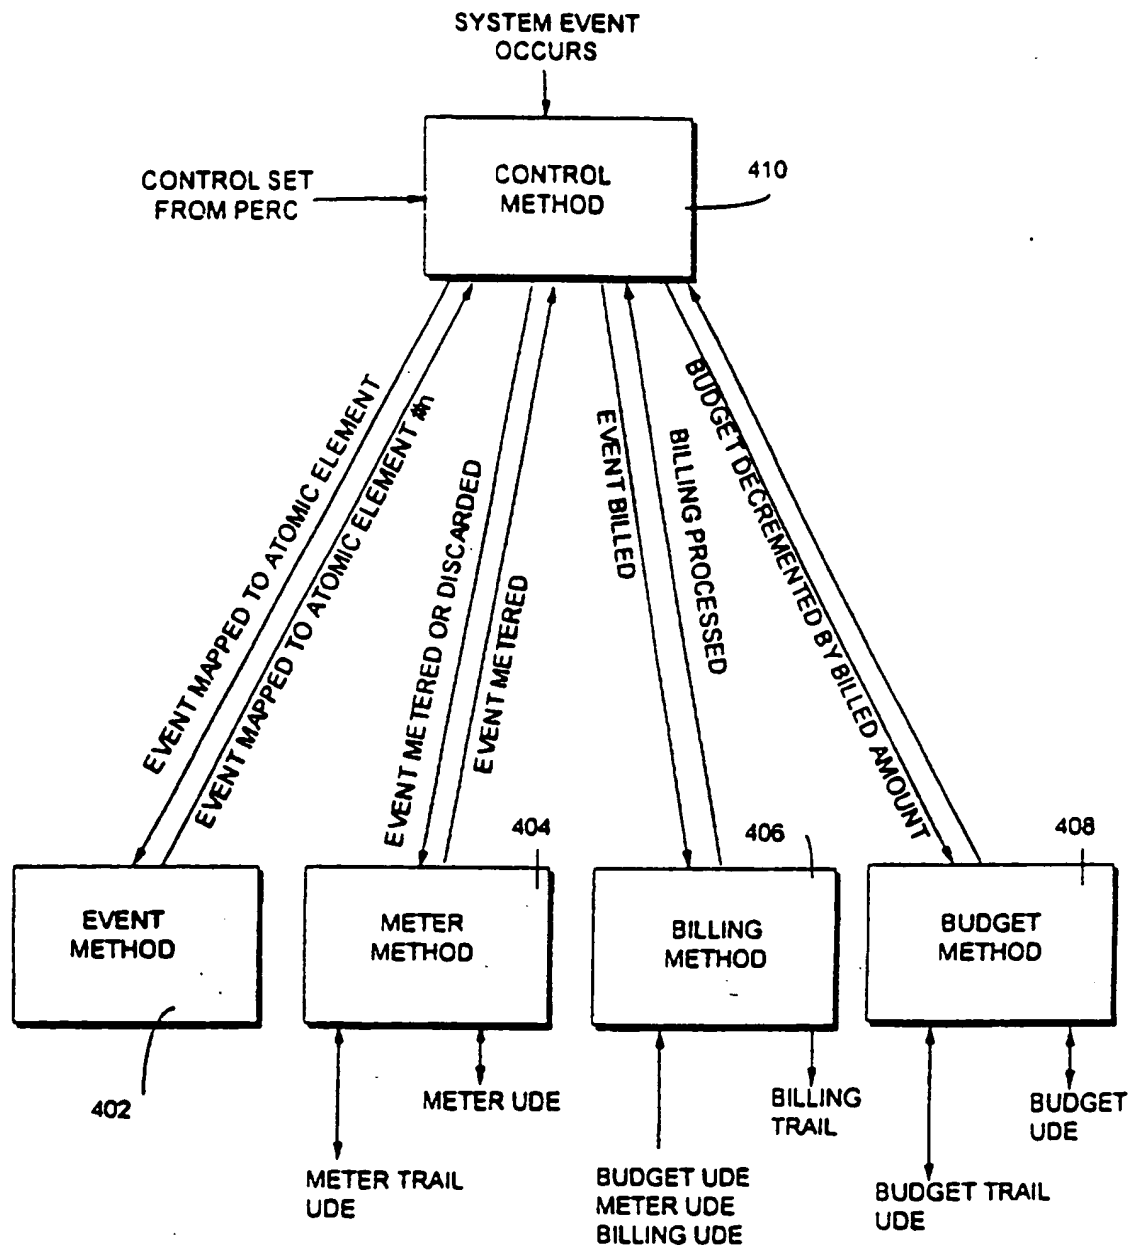 SYSTEM EVENT
OCCURS
CONTROL SET
FROM PERC
CONTROL
METHOD
410
EVENT MAPPED TO ATOMIC ELEMENT
EVENT MAPPED TO ATOMIC ELEMENT #n
EVENT METERED OR DISCARDED
EVENT METERED
EVENT BILLED
BILLING PROCESSED
BUDGET DECREMENTED BY BILLED AMOUNT
404
406
408
EVENT
METHOD
METER
METHOD
BILLING
METHOD
BUDGET
METHOD
402
METER UDE
METER TRAIL
UDE
BUDGET UDE
METER UDE
BILLING UDE
BILLING
TRAIL
BUDGET TRAIL
UDE
BUDGET
UDE